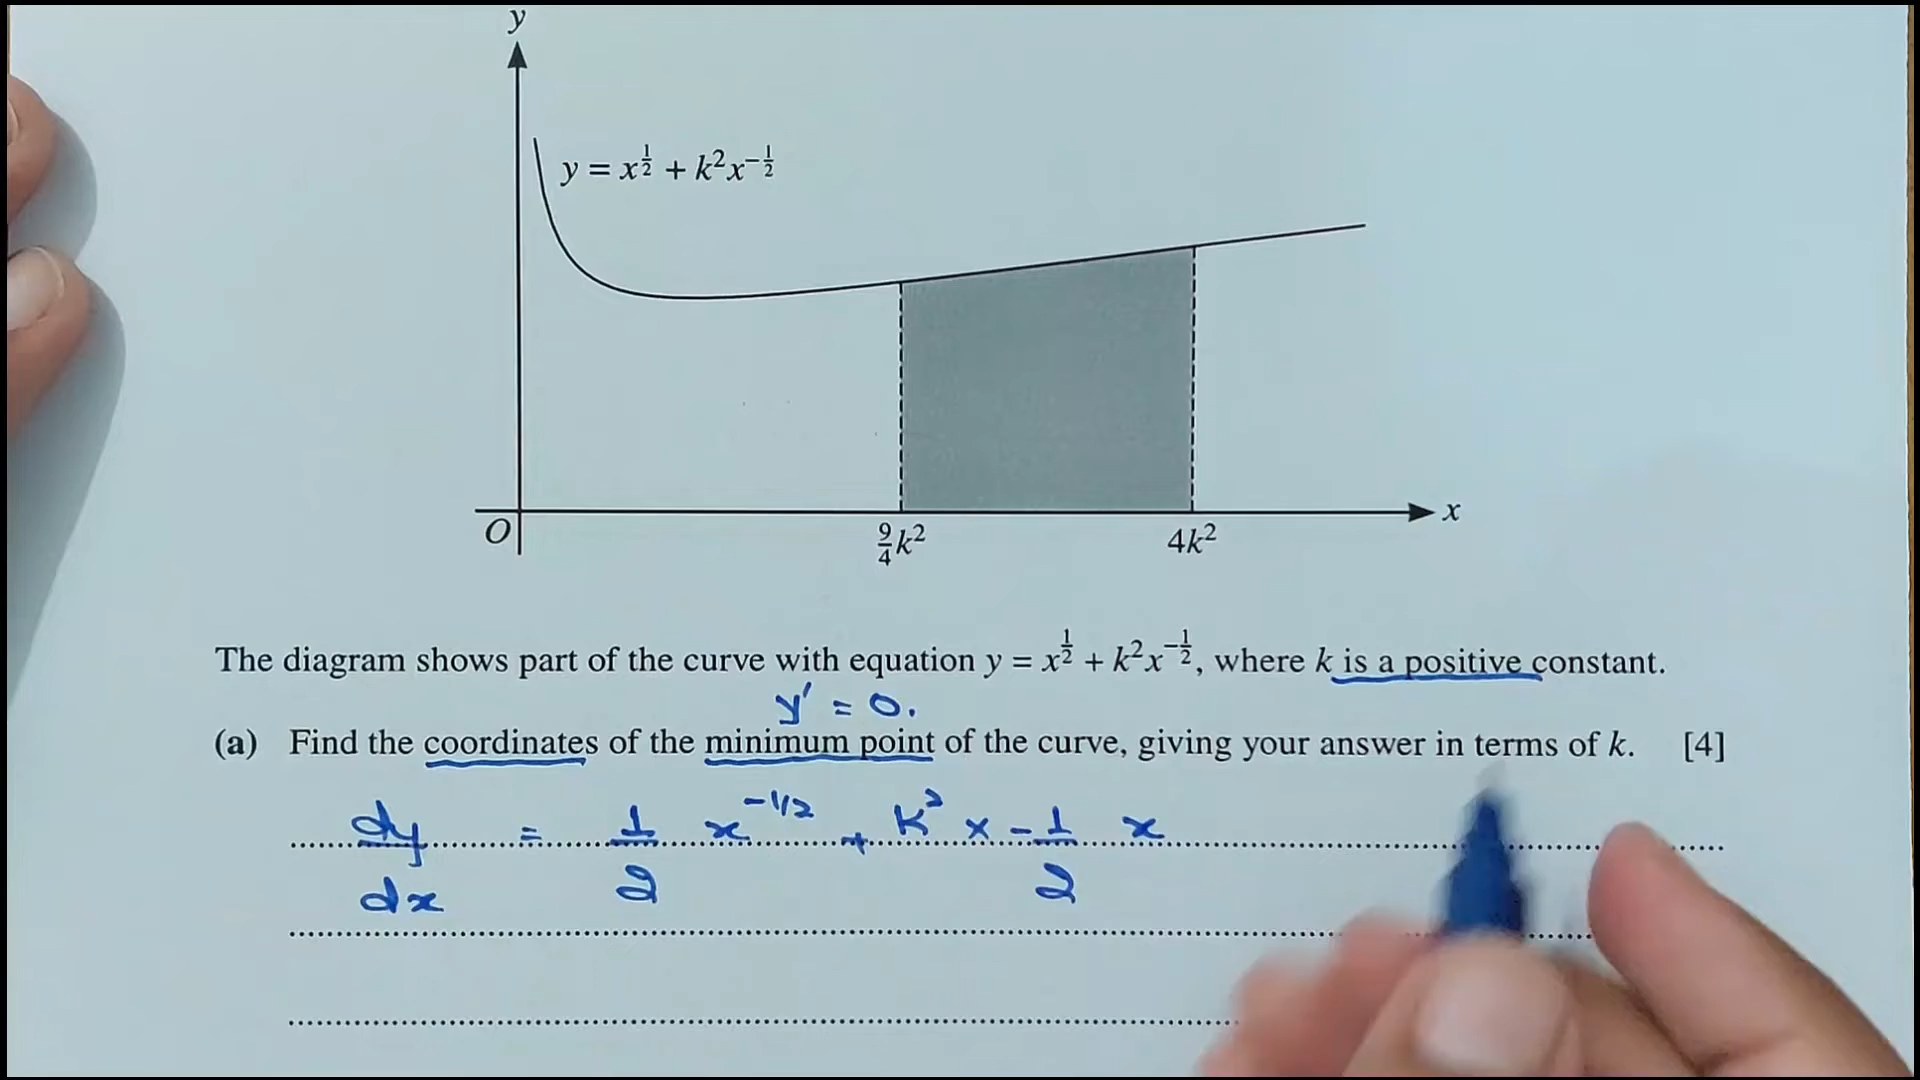 y
y = x^{1/2} + k²x^{-1/2}
x
O
9/4 k² 4k²
The diagram shows part of the curve with equation y = x^{1/2} + k²x^{-1/2}, where k is a positive constant.
y' = 0.
(a) Find the coordinates of the minimum point of the curve, giving your answer in terms of k. [4]
dy/dx = 1/2 x^{-1/2} + k² × -1/2 x